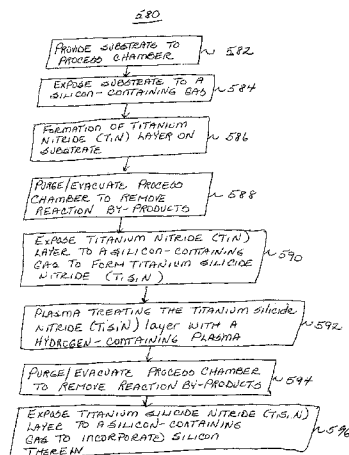 580
PROVIDE SUBSTRATE TO
PROCESS CHAMBER
582
EXPOSE SUBSTRATE TO A
SILICON-CONTAINING GAS
584
FORMATION OF TITANIUM
NITRIDE (TiN) LAYER ON
SUBSTRATE
586
PURGE/EVACUATE PROCESS
CHAMBER TO REMOVE
REACTION BY-PRODUCTS
588
EXPOSE TITANIUM NITRIDE (TiN)
LAYER TO A SILICON-CONTAINING
GAS TO FORM TITANIUM SILICIDE
NITRIDE (TiSiN)
590
PLASMA TREATING THE TITANIUM silicide
NITRIDE (TiSiN) layer WITH A
HYDROGEN-CONTAINING PLASMA
592
PURGE/EVACUATE PROCESS CHAMBER
TO REMOVE REACTION BY-PRODUCTS
594
EXPOSE TITANIUM SILICIDE NITRIDE (TiSiN)
LAYER TO A SILICON-CONTAINING
GAS TO INCORPORATE SILICON
THEREIN
596